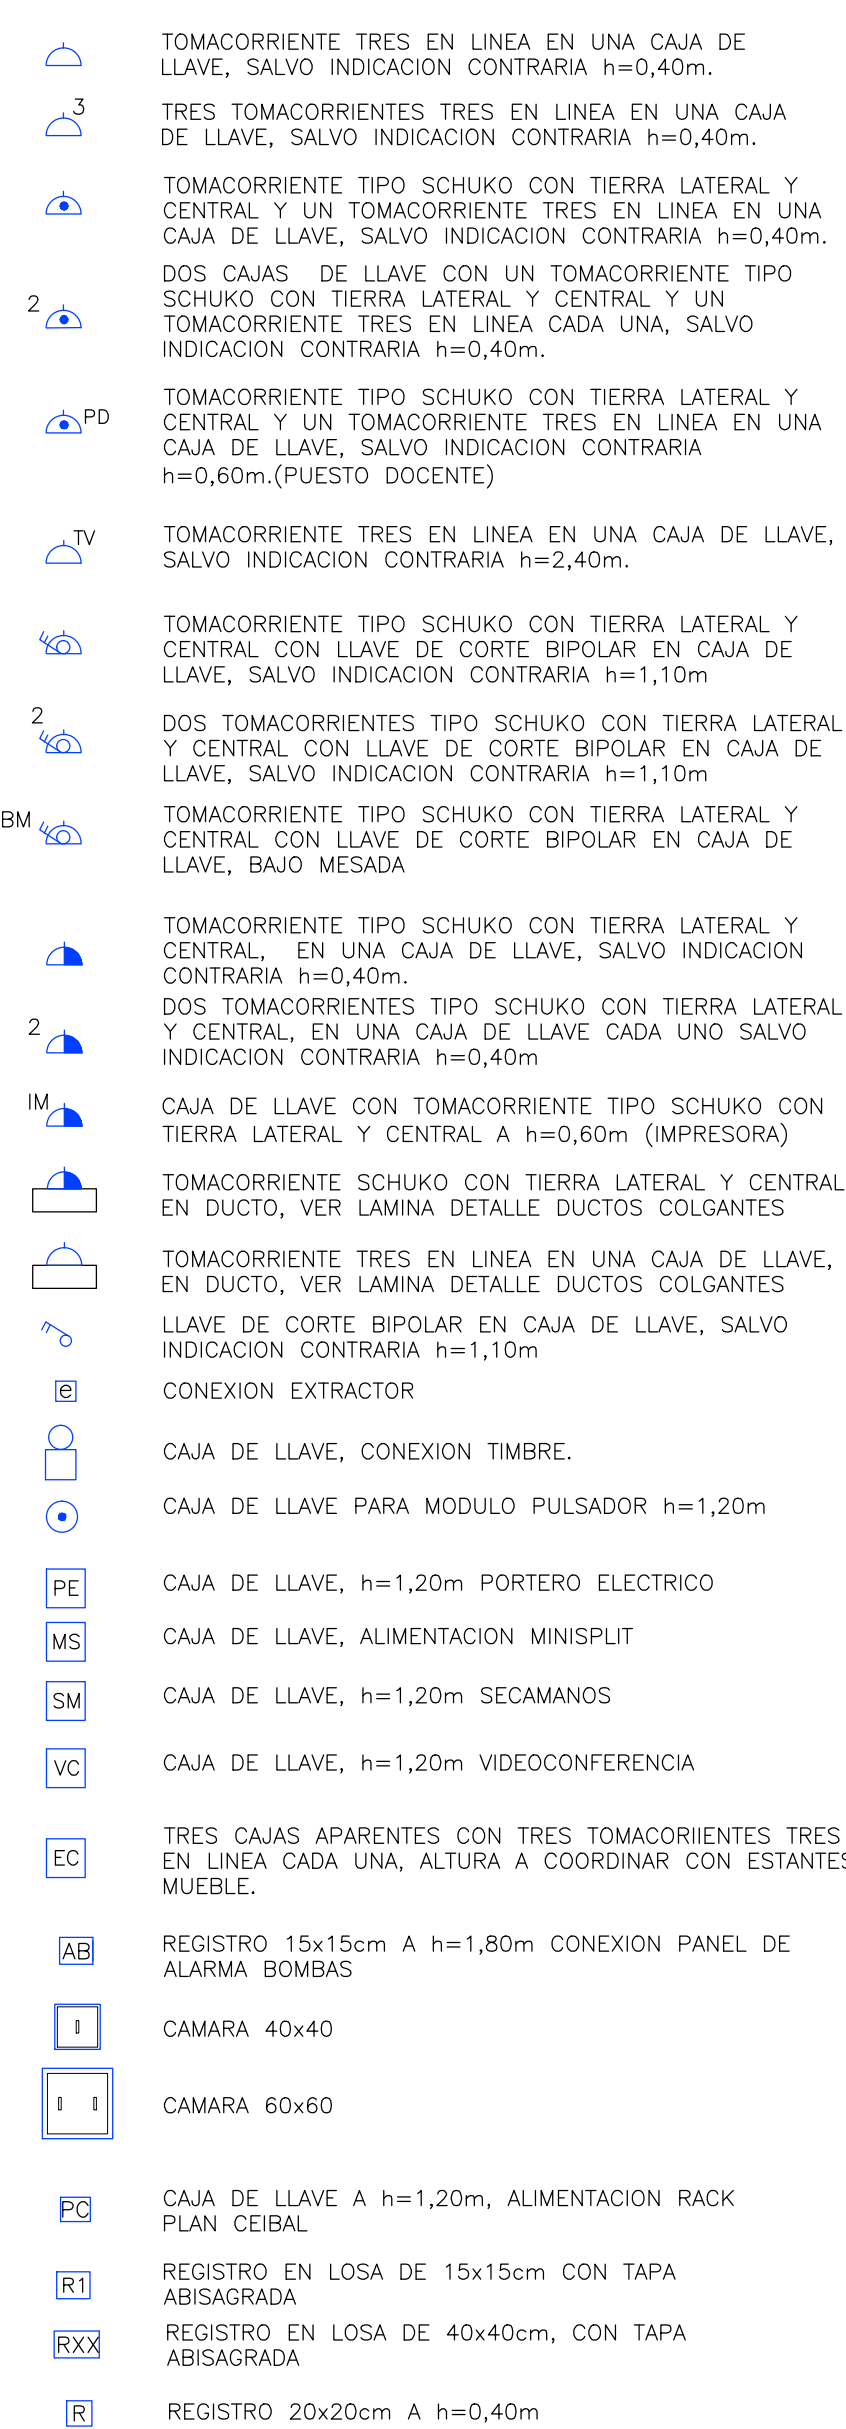 TOMACORRIENTE TRES EN LINEA EN UNA CAJA DE
LLAVE, SALVO INDICACION CONTRARIA h=0,40m.
3
TRES TOMACORRIENTES TRES EN LINEA EN UNA CAJA
DE LLAVE, SALVO INDICACION CONTRARIA h=0,40m.
TOMACORRIENTE TIPO SCHUKO CON TIERRA LATERAL Y
CENTRAL Y UN TOMACORRIENTE TRES EN LINEA EN UNA
CAJA DE LLAVE, SALVO INDICACION CONTRARIA h=0,40m.
2
DOS CAJAS DE LLAVE CON UN TOMACORRIENTE TIPO
SCHUKO CON TIERRA LATERAL Y CENTRAL Y UN
TOMACORRIENTE TRES EN LINEA CADA UNA, SALVO
INDICACION CONTRARIA h=0,40m.
PD
TOMACORRIENTE TIPO SCHUKO CON TIERRA LATERAL Y
CENTRAL Y UN TOMACORRIENTE TRES EN LINEA EN UNA
CAJA DE LLAVE, SALVO INDICACION CONTRARIA
h=0,60m.(PUESTO DOCENTE)
TV
TOMACORRIENTE TRES EN LINEA EN UNA CAJA DE LLAVE,
SALVO INDICACION CONTRARIA h=2,40m.
TOMACORRIENTE TIPO SCHUKO CON TIERRA LATERAL Y
CENTRAL CON LLAVE DE CORTE BIPOLAR EN CAJA DE
LLAVE, SALVO INDICACION CONTRARIA h=1,10m
2
DOS TOMACORRIENTES TIPO SCHUKO CON TIERRA LATERAL
Y CENTRAL CON LLAVE DE CORTE BIPOLAR EN CAJA DE
LLAVE, SALVO INDICACION CONTRARIA h=1,10m
BM
TOMACORRIENTE TIPO SCHUKO CON TIERRA LATERAL Y
CENTRAL CON LLAVE DE CORTE BIPOLAR EN CAJA DE
LLAVE, BAJO MESADA
TOMACORRIENTE TIPO SCHUKO CON TIERRA LATERAL Y
CENTRAL, EN UNA CAJA DE LLAVE, SALVO INDICACION
CONTRARIA h=0,40m.
2
DOS TOMACORRIENTES TIPO SCHUKO CON TIERRA LATERAL
Y CENTRAL, EN UNA CAJA DE LLAVE CADA UNO SALVO
INDICACION CONTRARIA h=0,40m
IM
CAJA DE LLAVE CON TOMACORRIENTE TIPO SCHUKO CON
TIERRA LATERAL Y CENTRAL A h=0,60m (IMPRESORA)
TOMACORRIENTE SCHUKO CON TIERRA LATERAL Y CENTRAL
EN DUCTO, VER LAMINA DETALLE DUCTOS COLGANTES
TOMACORRIENTE TRES EN LINEA EN UNA CAJA DE LLAVE,
EN DUCTO, VER LAMINA DETALLE DUCTOS COLGANTES
LLAVE DE CORTE BIPOLAR EN CAJA DE LLAVE, SALVO
INDICACION CONTRARIA h=1,10m
e CONEXION EXTRACTOR
CAJA DE LLAVE, CONEXION TIMBRE.
CAJA DE LLAVE PARA MODULO PULSADOR h=1,20m
PE CAJA DE LLAVE, h=1,20m PORTERO ELECTRICO
MS CAJA DE LLAVE, ALIMENTACION MINISPLIT
SM CAJA DE LLAVE, h=1,20m SECAMANOS
VC CAJA DE LLAVE, h=1,20m VIDEOCONFERENCIA
EC
TRES CAJAS APARENTES CON TRES TOMACORIIENTES TRES
EN LINEA CADA UNA, ALTURA A COORDINAR CON ESTANTES
MUEBLE.
AB
REGISTRO 15x15cm A h=1,80m CONEXION PANEL DE
ALARMA BOMBAS
CAMARA 40x40
CAMARA 60x60
PC
CAJA DE LLAVE A h=1,20m, ALIMENTACION RACK
PLAN CEIBAL
R1
REGISTRO EN LOSA DE 15x15cm CON TAPA
ABISAGRADA
RXX
REGISTRO EN LOSA DE 40x40cm, CON TAPA
ABISAGRADA
R REGISTRO 20x20cm A h=0,40m